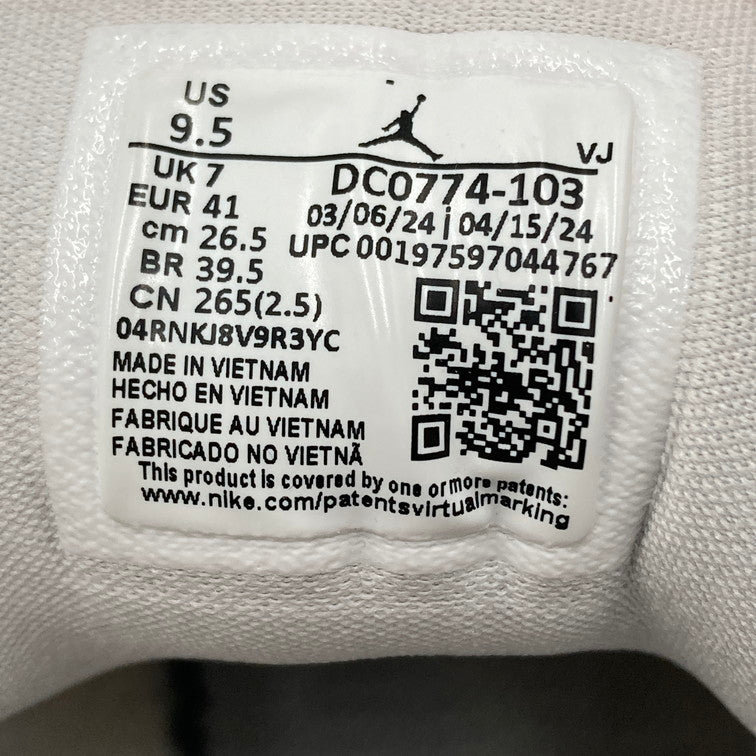 US
9.5
VJ
UK 7
EUR 41
cm 26.5
BR 39.5
CN 265(2.5)
04RNKJ8V9R3YC
DC0774-103
03/06/24 | 04/15/24
UPC 00197597044767
MADE IN VIETNAM
HECHO EN VIETNAM
FABRIQUE AU VIETNAM
FABRICADO NO VIETNÃ
This product is covered by one or more patents:
www.nike.com/patentsvirtualmarking